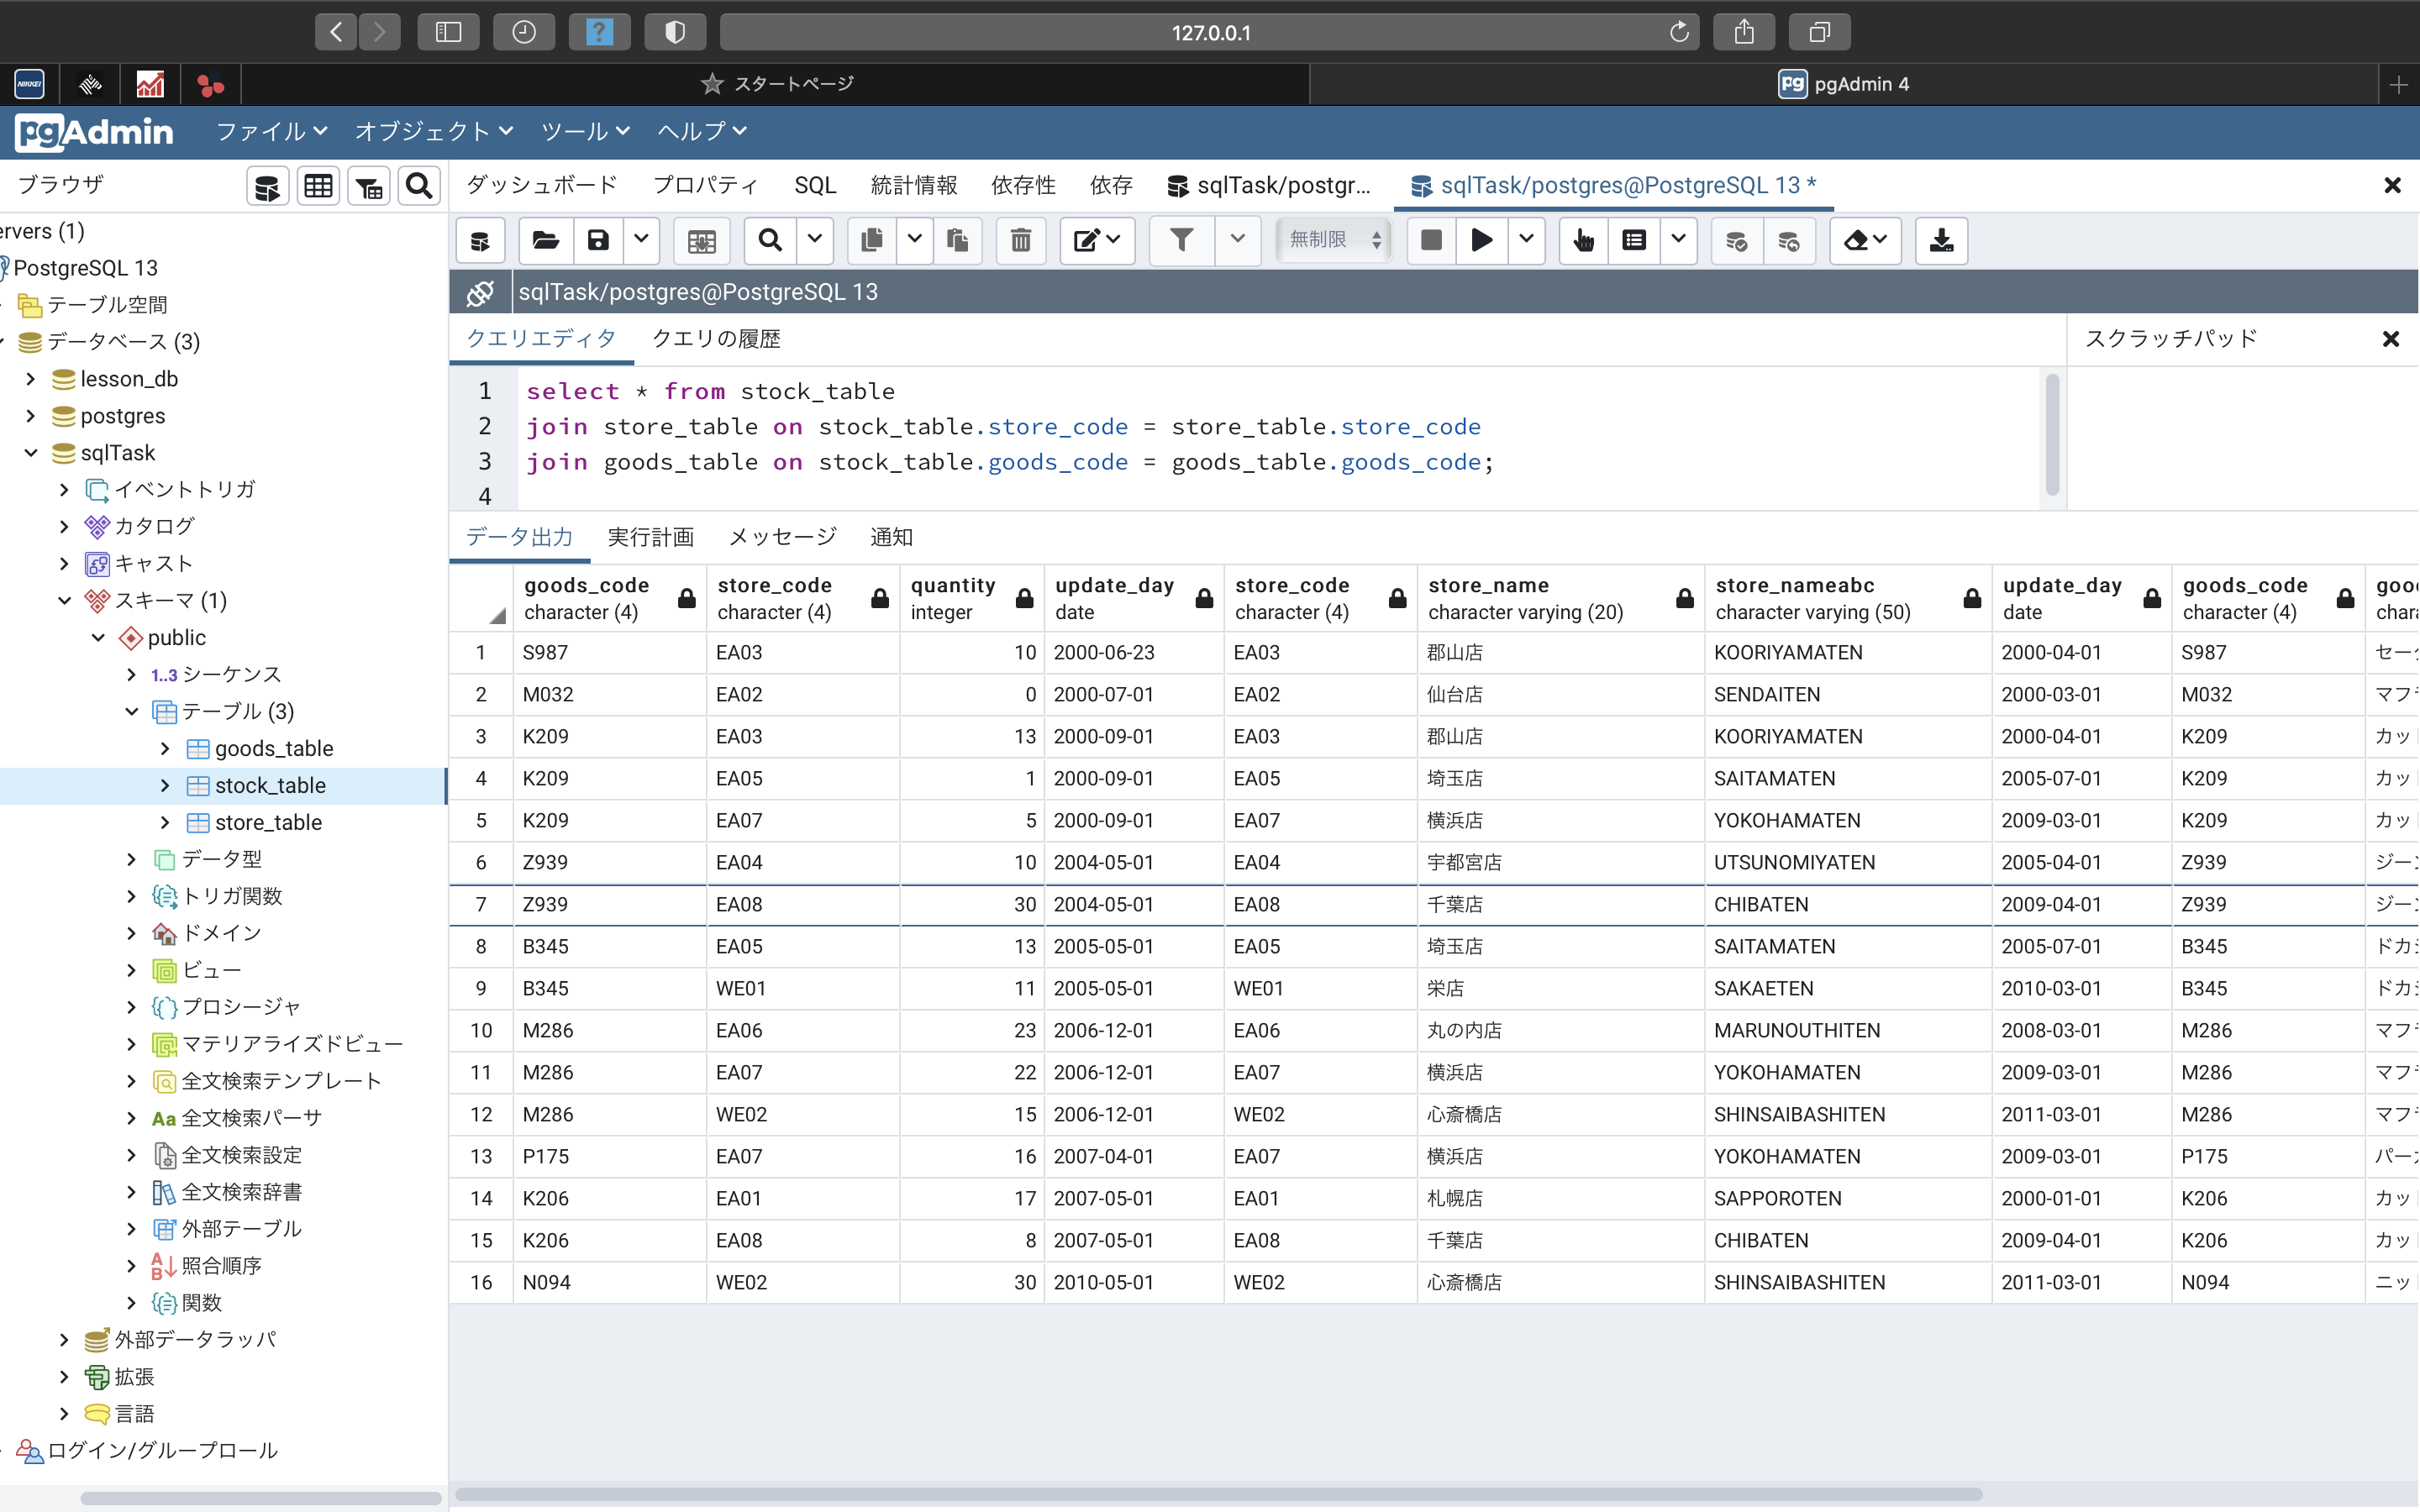 127.0.0.1
NIKKEI
スタートページ
pg pgAdmin 4
pgAdmin ファイル オブジェクト ツール ヘルプ
ブラウザ
ダッシュボード プロパティ SQL 統計情報 依存性 依存 sqlTask/postgr... sqlTask/postgres@PostgreSQL 13 *
無制限
ervers (1)
PostgreSQL 13
テーブル空間
データベース (3)
lesson_db
postgres
sqlTask
イベントトリガ
カタログ
キャスト
スキーマ (1)
public
1..3 シーケンス
テーブル (3)
goods_table
stock_table
store_table
データ型
トリガ関数
ドメイン
ビュー
プロシージャ
マテリアライズドビュー
全文検索テンプレート
Aa 全文検索パーサ
全文検索設定
全文検索辞書
外部テーブル
照合順序
関数
外部データラッパ
拡張
言語
ログイン/グループロール
sqlTask/postgres@PostgreSQL 13
クエリエディタ クエリの履歴
スクラッチパッド
1 select * from stock_table
2 join store_table on stock_table.store_code = store_table.store_code
3 join goods_table on stock_table.goods_code = goods_table.goods_code;
4
データ出力 実行計画 メッセージ 通知
goods_code store_code quantity update_day store_code store_name store_nameabc update_day goods_code
character (4) character (4) integer date character (4) character varying (20) character varying (50) date character (4)
1 S987 EA03 10 2000-06-23 EA03 郡山店 KOORIYAMATEN 2000-04-01 S987 セー
2 M032 EA02 0 2000-07-01 EA02 仙台店 SENDAITEN 2000-03-01 M032 マフ
3 K209 EA03 13 2000-09-01 EA03 郡山店 KOORIYAMATEN 2000-04-01 K209 カッ
4 K209 EA05 1 2000-09-01 EA05 埼玉店 SAITAMATEN 2005-07-01 K209 カッ
5 K209 EA07 5 2000-09-01 EA07 横浜店 YOKOHAMATEN 2009-03-01 K209 カッ
6 Z939 EA04 10 2004-05-01 EA04 宇都宮店 UTSUNOMIYATEN 2005-04-01 Z939 ジー
7 Z939 EA08 30 2004-05-01 EA08 千葉店 CHIBATEN 2009-04-01 Z939 ジー
8 B345 EA05 13 2005-05-01 EA05 埼玉店 SAITAMATEN 2005-07-01 B345 ドカ
9 B345 WE01 11 2005-05-01 WE01 栄店 SAKAETEN 2010-03-01 B345 ドカ
10 M286 EA06 23 2006-12-01 EA06 丸の内店 MARUNOUTHITEN 2008-03-01 M286 マフ
11 M286 EA07 22 2006-12-01 EA07 横浜店 YOKOHAMATEN 2009-03-01 M286 マフ
12 M286 WE02 15 2006-12-01 WE02 心斎橋店 SHINSAIBASHITEN 2011-03-01 M286 マフ
13 P175 EA07 16 2007-04-01 EA07 横浜店 YOKOHAMATEN 2009-03-01 P175 パー
14 K206 EA01 17 2007-05-01 EA01 札幌店 SAPPOROTEN 2000-01-01 K206 カッ
15 K206 EA08 8 2007-05-01 EA08 千葉店 CHIBATEN 2009-04-01 K206 カッ
16 N094 WE02 30 2010-05-01 WE02 心斎橋店 SHINSAIBASHITEN 2011-03-01 N094 ニッ